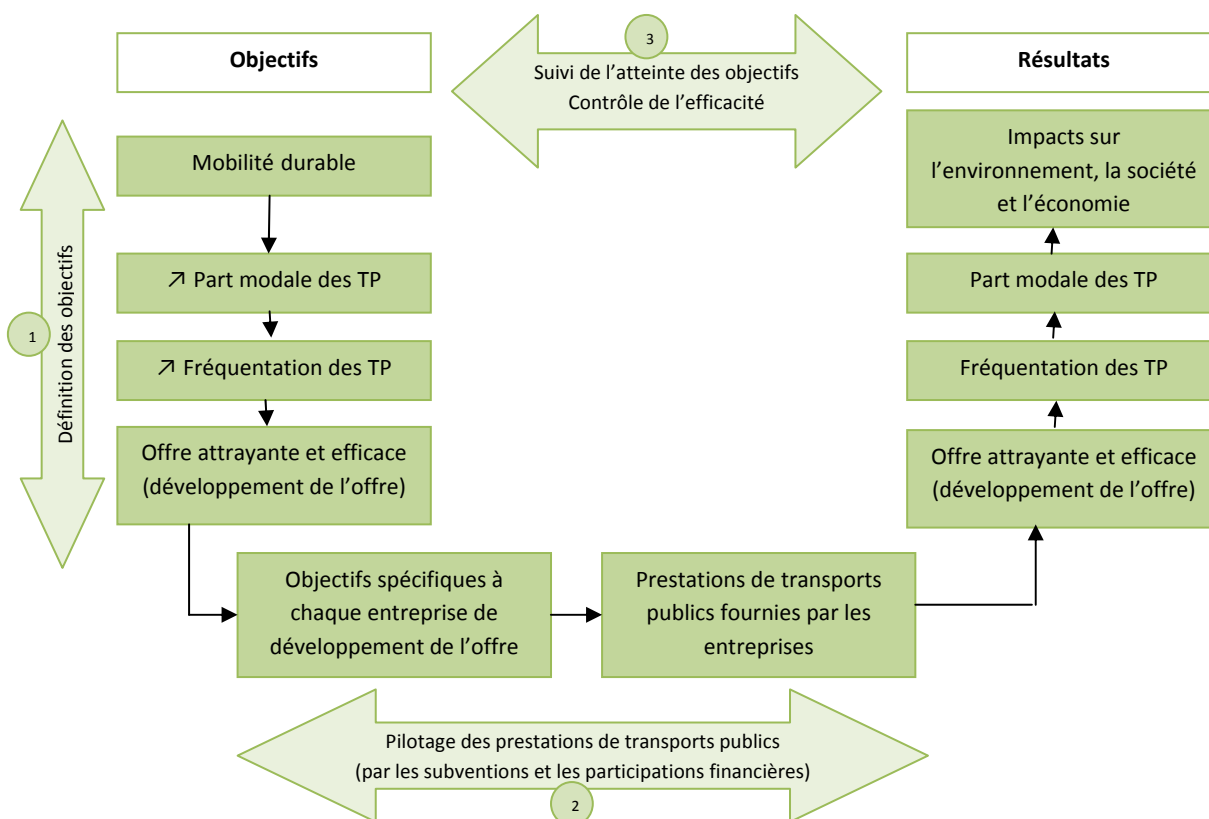 Objectifs
3
Suivi de l’atteinte des objectifs
Contrôle de l’efficacité
Résultats
1
Définition des objectifs
Mobilité durable
↗ Part modale des TP
↗ Fréquentation des TP
Offre attrayante et efficace
(développement de l’offre)
Objectifs spécifiques à
chaque entreprise de
développement de l’offre
Prestations de transports
publics fournies par les
entreprises
Impacts sur
l’environnement, la société
et l’économie
Part modale des TP
Fréquentation des TP
Offre attrayante et efficace
(développement de l’offre)
Pilotage des prestations de transports publics
(par les subventions et les participations financières)
2